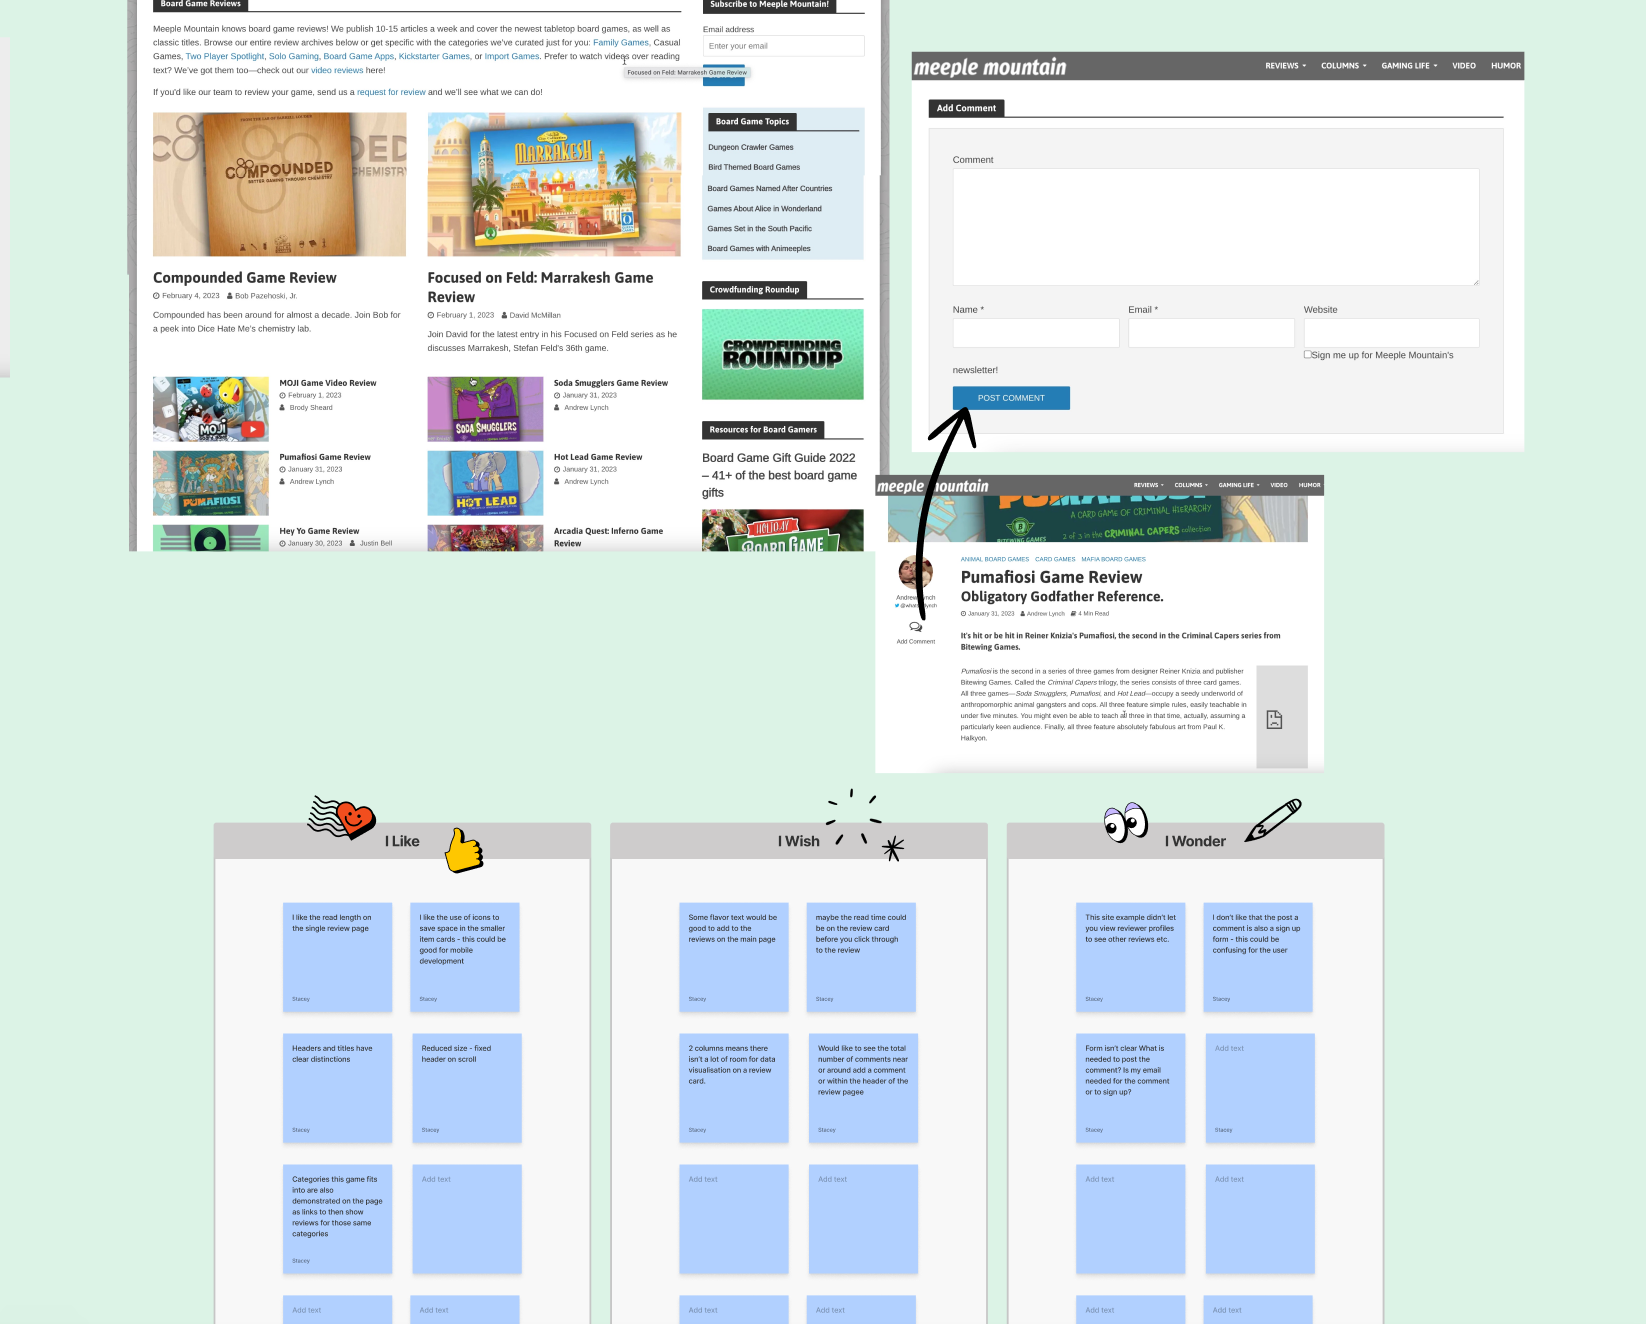 Board Game Reviews
Meeple Mountain knows board game reviews! We publish 10-15 articles a week and cover the newest tabletop board games, as well as
classic titles. Browse our entire review archives below or get specific with the categories we've curated just for you: Family Games, Casual
Games, Two Player Spotlight, Solo Gaming, Board Game Apps, Kickstarter Games, or Import Games. Prefer to watch videos over reading
text? We've got them too—check out our video reviews here!
Focused on Feld: Marrakesh Game Review
If you'd like our team to review your game, send us a request for review and we'll see what we can do!
COMPOUNDED
BETTER GAMING THROUGH CHEMISTRY
MARRAKESH
Compounded Game Review
February 4, 2023 Bob Pazehoski, Jr.
Compounded has been around for almost a decade. Join Bob for
a peek into Dice Hate Me's chemistry lab.
Focused on Feld: Marrakesh Game
Review
February 1, 2023 David McMillan
Join David for the latest entry in his Focused on Feld series as he
discusses Marrakesh, Stefan Feld's 36th game.
MOJI
MOJI Game Video Review
February 1, 2023
Brody Sheard
SODA SMUGGLERS
Soda Smugglers Game Review
January 31, 2023
Andrew Lynch
PUMAFIOSI
Pumafiosi Game Review
January 31, 2023
Andrew Lynch
HOT LEAD
Hot Lead Game Review
January 31, 2023
Andrew Lynch
Hey Yo Game Review
January 30, 2023 Justin Bell
Arcadia Quest: Inferno Game
Review
Subscribe to Meeple Mountain!
Email address
Enter your email
Board Game Topics
Dungeon Crawler Games
Bird Themed Board Games
Board Games Named After Countries
Games About Alice in Wonderland
Games Set in the South Pacific
Board Games with Animeeples
Crowdfunding Roundup
CROWDFUNDING
ROUNDUP
Resources for Board Gamers
Board Game Gift Guide 2022
– 41+ of the best board game
gifts
HOLIDAY
BOARD GAME
meeple mountain
REVIEWS COLUMNS GAMING LIFE VIDEO HUMOR
Add Comment
Comment
Name * Email * Website
Sign me up for Meeple Mountain's
newsletter!
POST COMMENT
meeple mountain
REVIEWS COLUMNS GAMING LIFE VIDEO HUMOR
PUMAFIOSI
A CARD GAME OF CRIMINAL HIERARCHY
BITEWING GAMES
2 of 3 in the CRIMINAL CAPERS collection
ANIMAL BOARD GAMES CARD GAMES MAFIA BOARD GAMES
Pumafiosi Game Review
Obligatory Godfather Reference.
January 31, 2023 Andrew Lynch 4 Min Read
Add Comment
It's hit or be hit in Reiner Knizia's Pumafiosi, the second in the Criminal Capers series from
Bitewing Games.
Pumafiosi is the second in a series of three games from designer Reiner Knizia and publisher
Bitewing Games. Called the Criminal Capers trilogy, the series consists of three card games.
All three games—Soda Smugglers, Pumafiosi, and Hot Lead—occupy a seedy underworld of
anthropomorphic animal gangsters and cops. All three feature simple rules, easily teachable in
under five minutes. You might even be able to teach all three in that time, actually, assuming a
particularly keen audience. Finally, all three feature absolutely fabulous art from Paul K.
Halkyon.
I Like
I like the read length on
the single review page
Stacey
I like the use of icons to
save space in the smaller
item cards - this could be
good for mobile
development
Stacey
Headers and titles have
clear distinctions
Stacey
Reduced size - fixed
header on scroll
Stacey
Categories this game fits
into are also
demonstrated on the page
as links to then show
reviews for those same
categories
Stacey
Add text
Add text
Add text
I Wish
Some flavor text would be
good to add to the
reviews on the main page
Stacey
maybe the read time could
be on the review card
before you click through
to the review
Stacey
2 columns means there
isn't a lot of room for data
visualisation on a review
card.
Stacey
Would like to see the total
number of comments near
or around add a comment
or within the header of the
review pagee
Stacey
Add text
Add text
Add text
Add text
I Wonder
This site example didn't let
you view reviewer profiles
to see other reviews etc.
Stacey
I don't like that the post a
comment is also a sign up
form - this could be
confusing for the user
Stacey
Form isn't clear What is
needed to post the
comment? Is my email
needed for the comment
or to sign up?
Stacey
Add text
Stacey
Add text
Add text
Add text
Add text